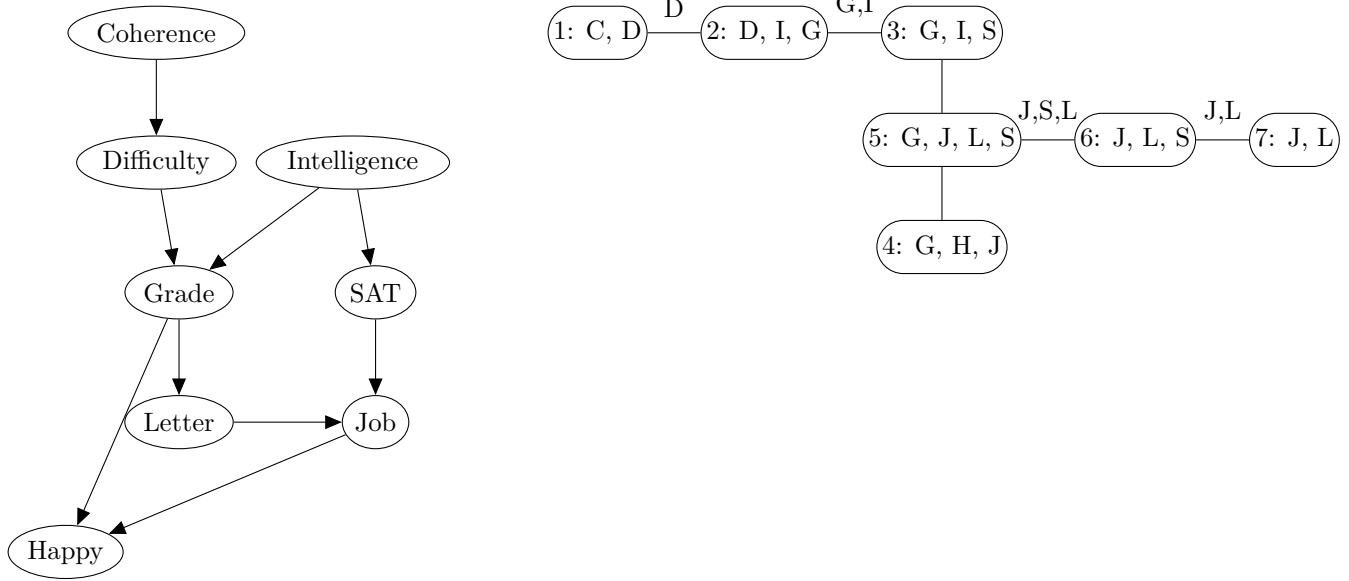 Coherence
Difficulty
Intelligence
Grade
SAT
Letter
Job
Happy
D
G,I
1: C, D
2: D, I, G
3: G, I, S
J,S,L
J,L
5: G, J, L, S
6: J, L, S
7: J, L
4: G, H, J